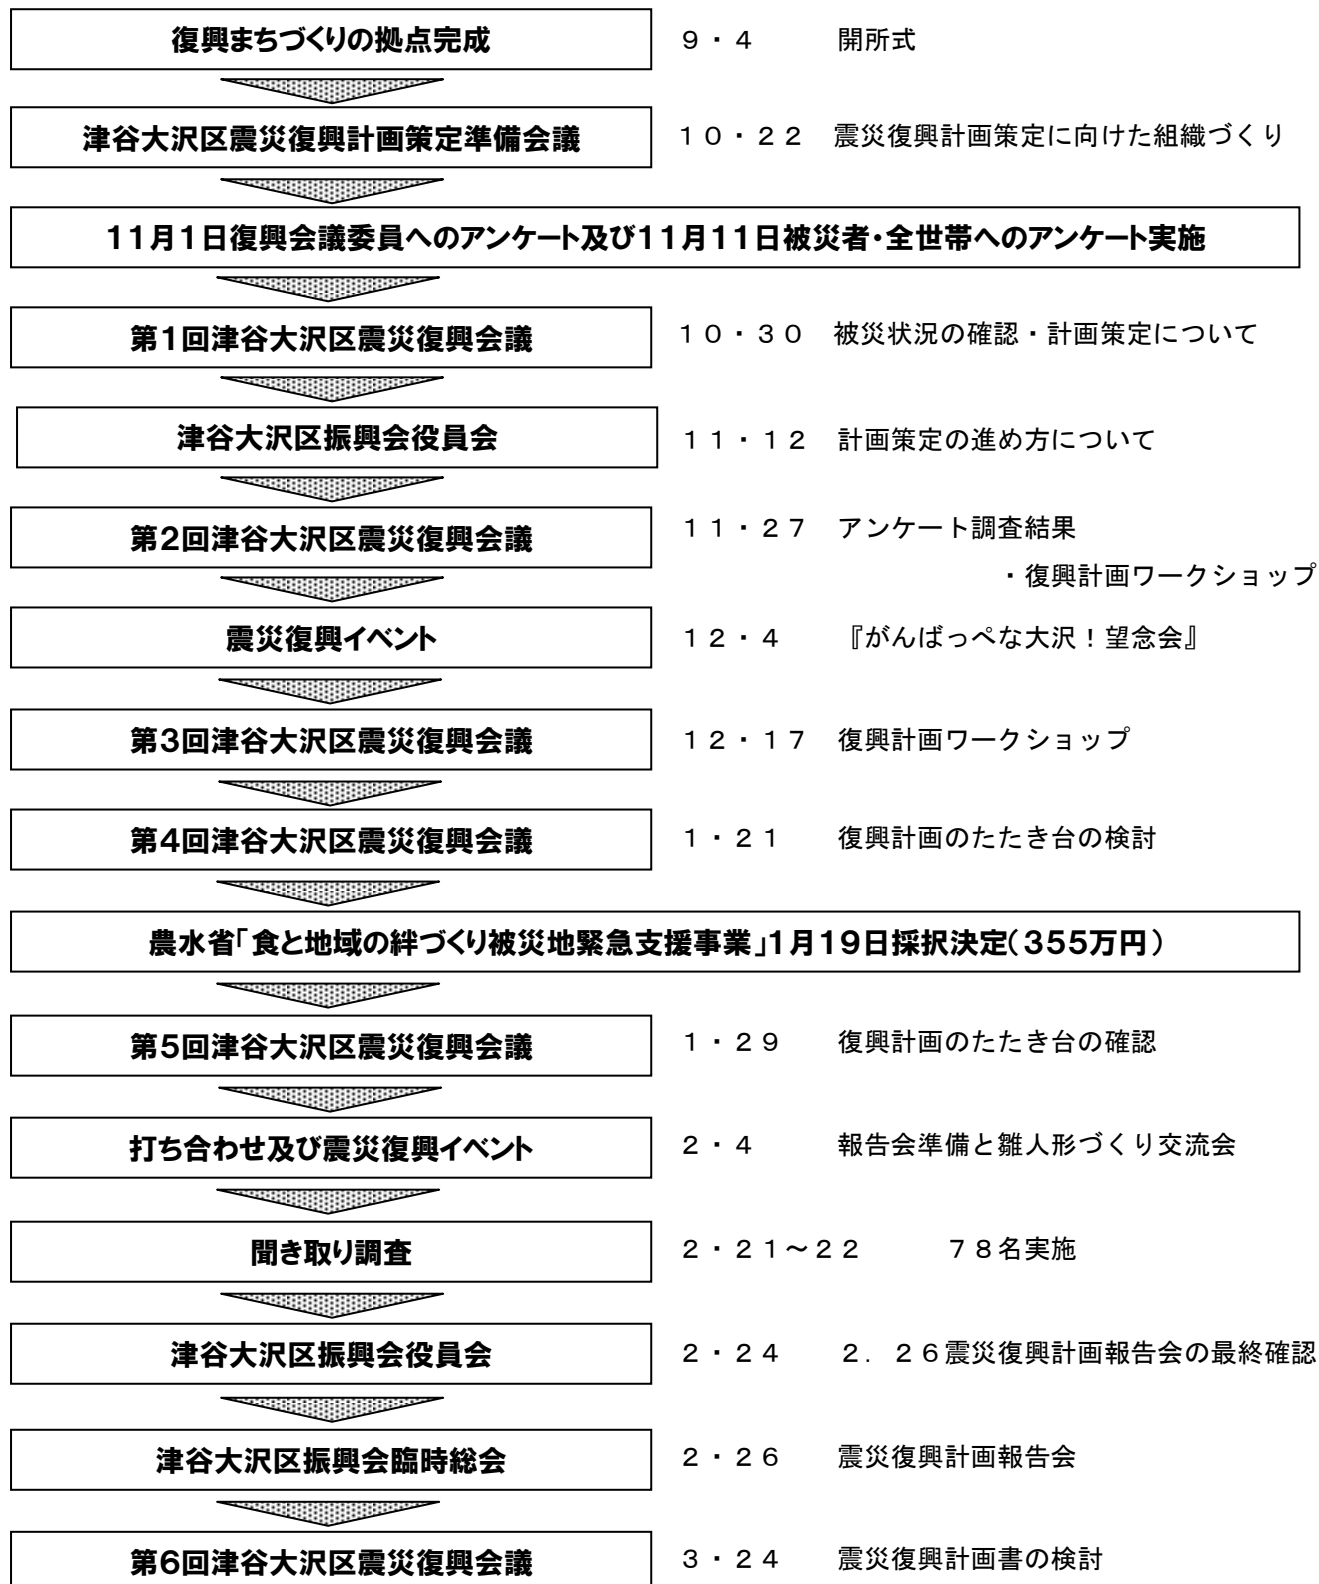 復興まちづくりの拠点完成　９・４　開所式
津谷大沢区震災復興計画策定準備会議　１０・２２　震災復興計画策定に向けた組織づくり
11月1日復興会議委員へのアンケート及び11月11日被災者・全世帯へのアンケート実施
第1回津谷大沢区震災復興会議　１０・３０　被災状況の確認・計画策定について
津谷大沢区振興会役員会　１１・１２　計画策定の進め方について
第2回津谷大沢区震災復興会議　１１・２７　アンケート調査結果
・復興計画ワークショップ
震災復興イベント　１２・４　『がんばっぺな大沢！望念会』
第3回津谷大沢区震災復興会議　１２・１７　復興計画ワークショップ
第4回津谷大沢区震災復興会議　１・２１　復興計画のたたき台の検討
農水省「食と地域の絆づくり被災地緊急支援事業」1月19日採択決定（355万円）
第5回津谷大沢区震災復興会議　１・２９　復興計画のたたき台の確認
打ち合わせ及び震災復興イベント　２・４　報告会準備と雛人形づくり交流会
聞き取り調査　２・２１～２２　７８名実施
津谷大沢区振興会役員会　２・２４　２．２６震災復興計画報告会の最終確認
津谷大沢区振興会臨時総会　２・２６　震災復興計画報告会
第6回津谷大沢区震災復興会議　３・２４　震災復興計画書の検討